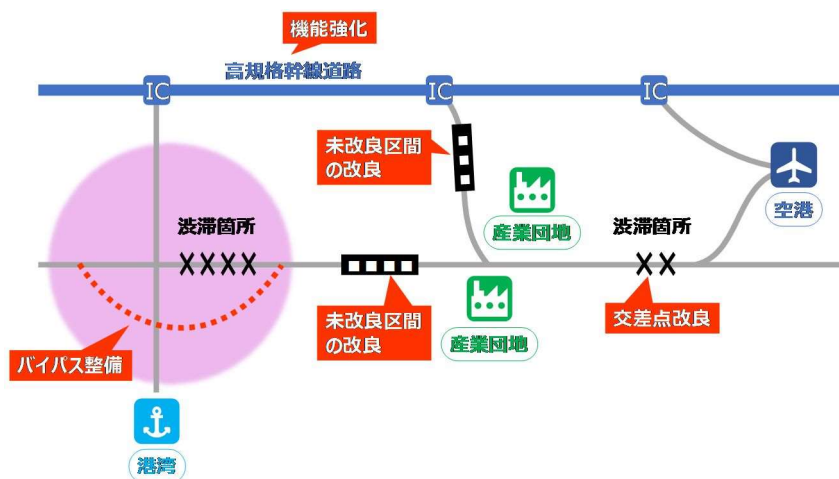 機能強化
高規格幹線道路
IC
IC
IC
未改良区間
の改良
渋滞箇所
産業団地
渋滞箇所
空港
未改良区間
の改良
産業団地
交差点改良
バイパス整備
港湾